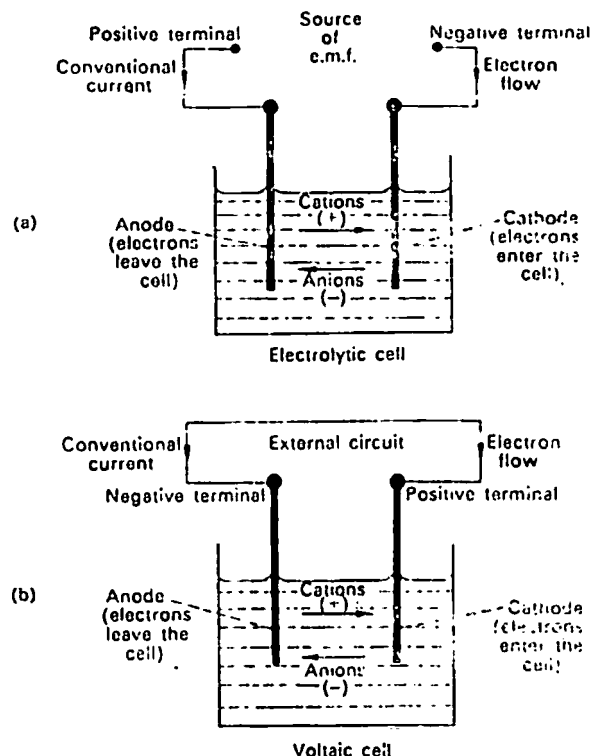 Source
of
e.m.f.
Positive terminal
Negative terminal
Conventional
current
Electron
flow
(a)
Cations
(+)
Anode
(electrons
leave the
cell)
Cathode
(electrons
enter the
cell)
Anions
(−)
Electrolytic cell
Conventional
current
External circuit
Electron
flow
Negative terminal
Positive terminal
(b)
Cations
(+)
Anode
(electrons
leave the
cell)
Cathode
(electrons
enter the
cell)
Anions
(−)
Voltaic cell